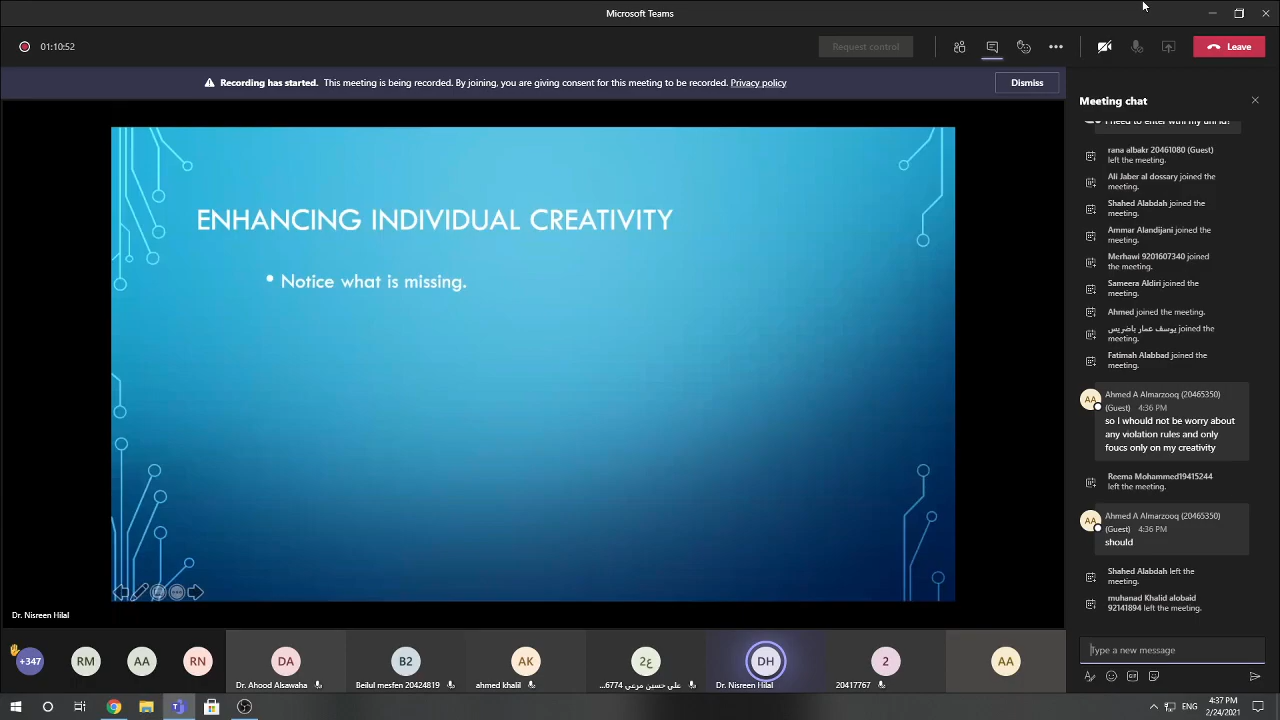 Microsoft Teams
01:10:52
Request control
Leave
Recording has started. This meeting is being recorded. By joining, you are giving consent for this meeting to be recorded. Privacy policy
Dismiss
ENHANCING INDIVIDUAL CREATIVITY
• Notice what is missing.
Dr. Nisreen Hilal
Meeting chat
rana albakr 20461080 (Guest)
left the meeting.
Ali Jaber al dossary joined the
meeting.
Shahed Alabdah joined the
meeting.
Ammar Alandijani joined the
meeting.
Merhawi 9201607340 joined
the meeting.
Sameera Aldiri joined the
meeting.
Ahmed joined the meeting.
يوسف عمار باضريس joined the
meeting.
Fatimah Alabbad joined the
meeting.
AA
Ahmed A Almarzooq (20465350)
(Guest) 4:36 PM
so I whould not be worry about
any violation rules and only
foucs only on my creativity
Reema Mohammed19415244
left the meeting.
AA
Ahmed A Almarzooq (20465350)
(Guest) 4:36 PM
should
Shahed Alabdah left the
meeting.
muhanad Khalid alobaid
92141894 left the meeting.
Type a new message
+347
RM
AA
RN
DA
Dr. Ahood Alsawaha
B2
Beilul mesfen 20424819
AK
ahmed khalil
ع2
علي حسين مرعي 6774...
DH
Dr. Nisreen Hilal
2
20417767
AA
ENG
4:37 PM
2/24/2021